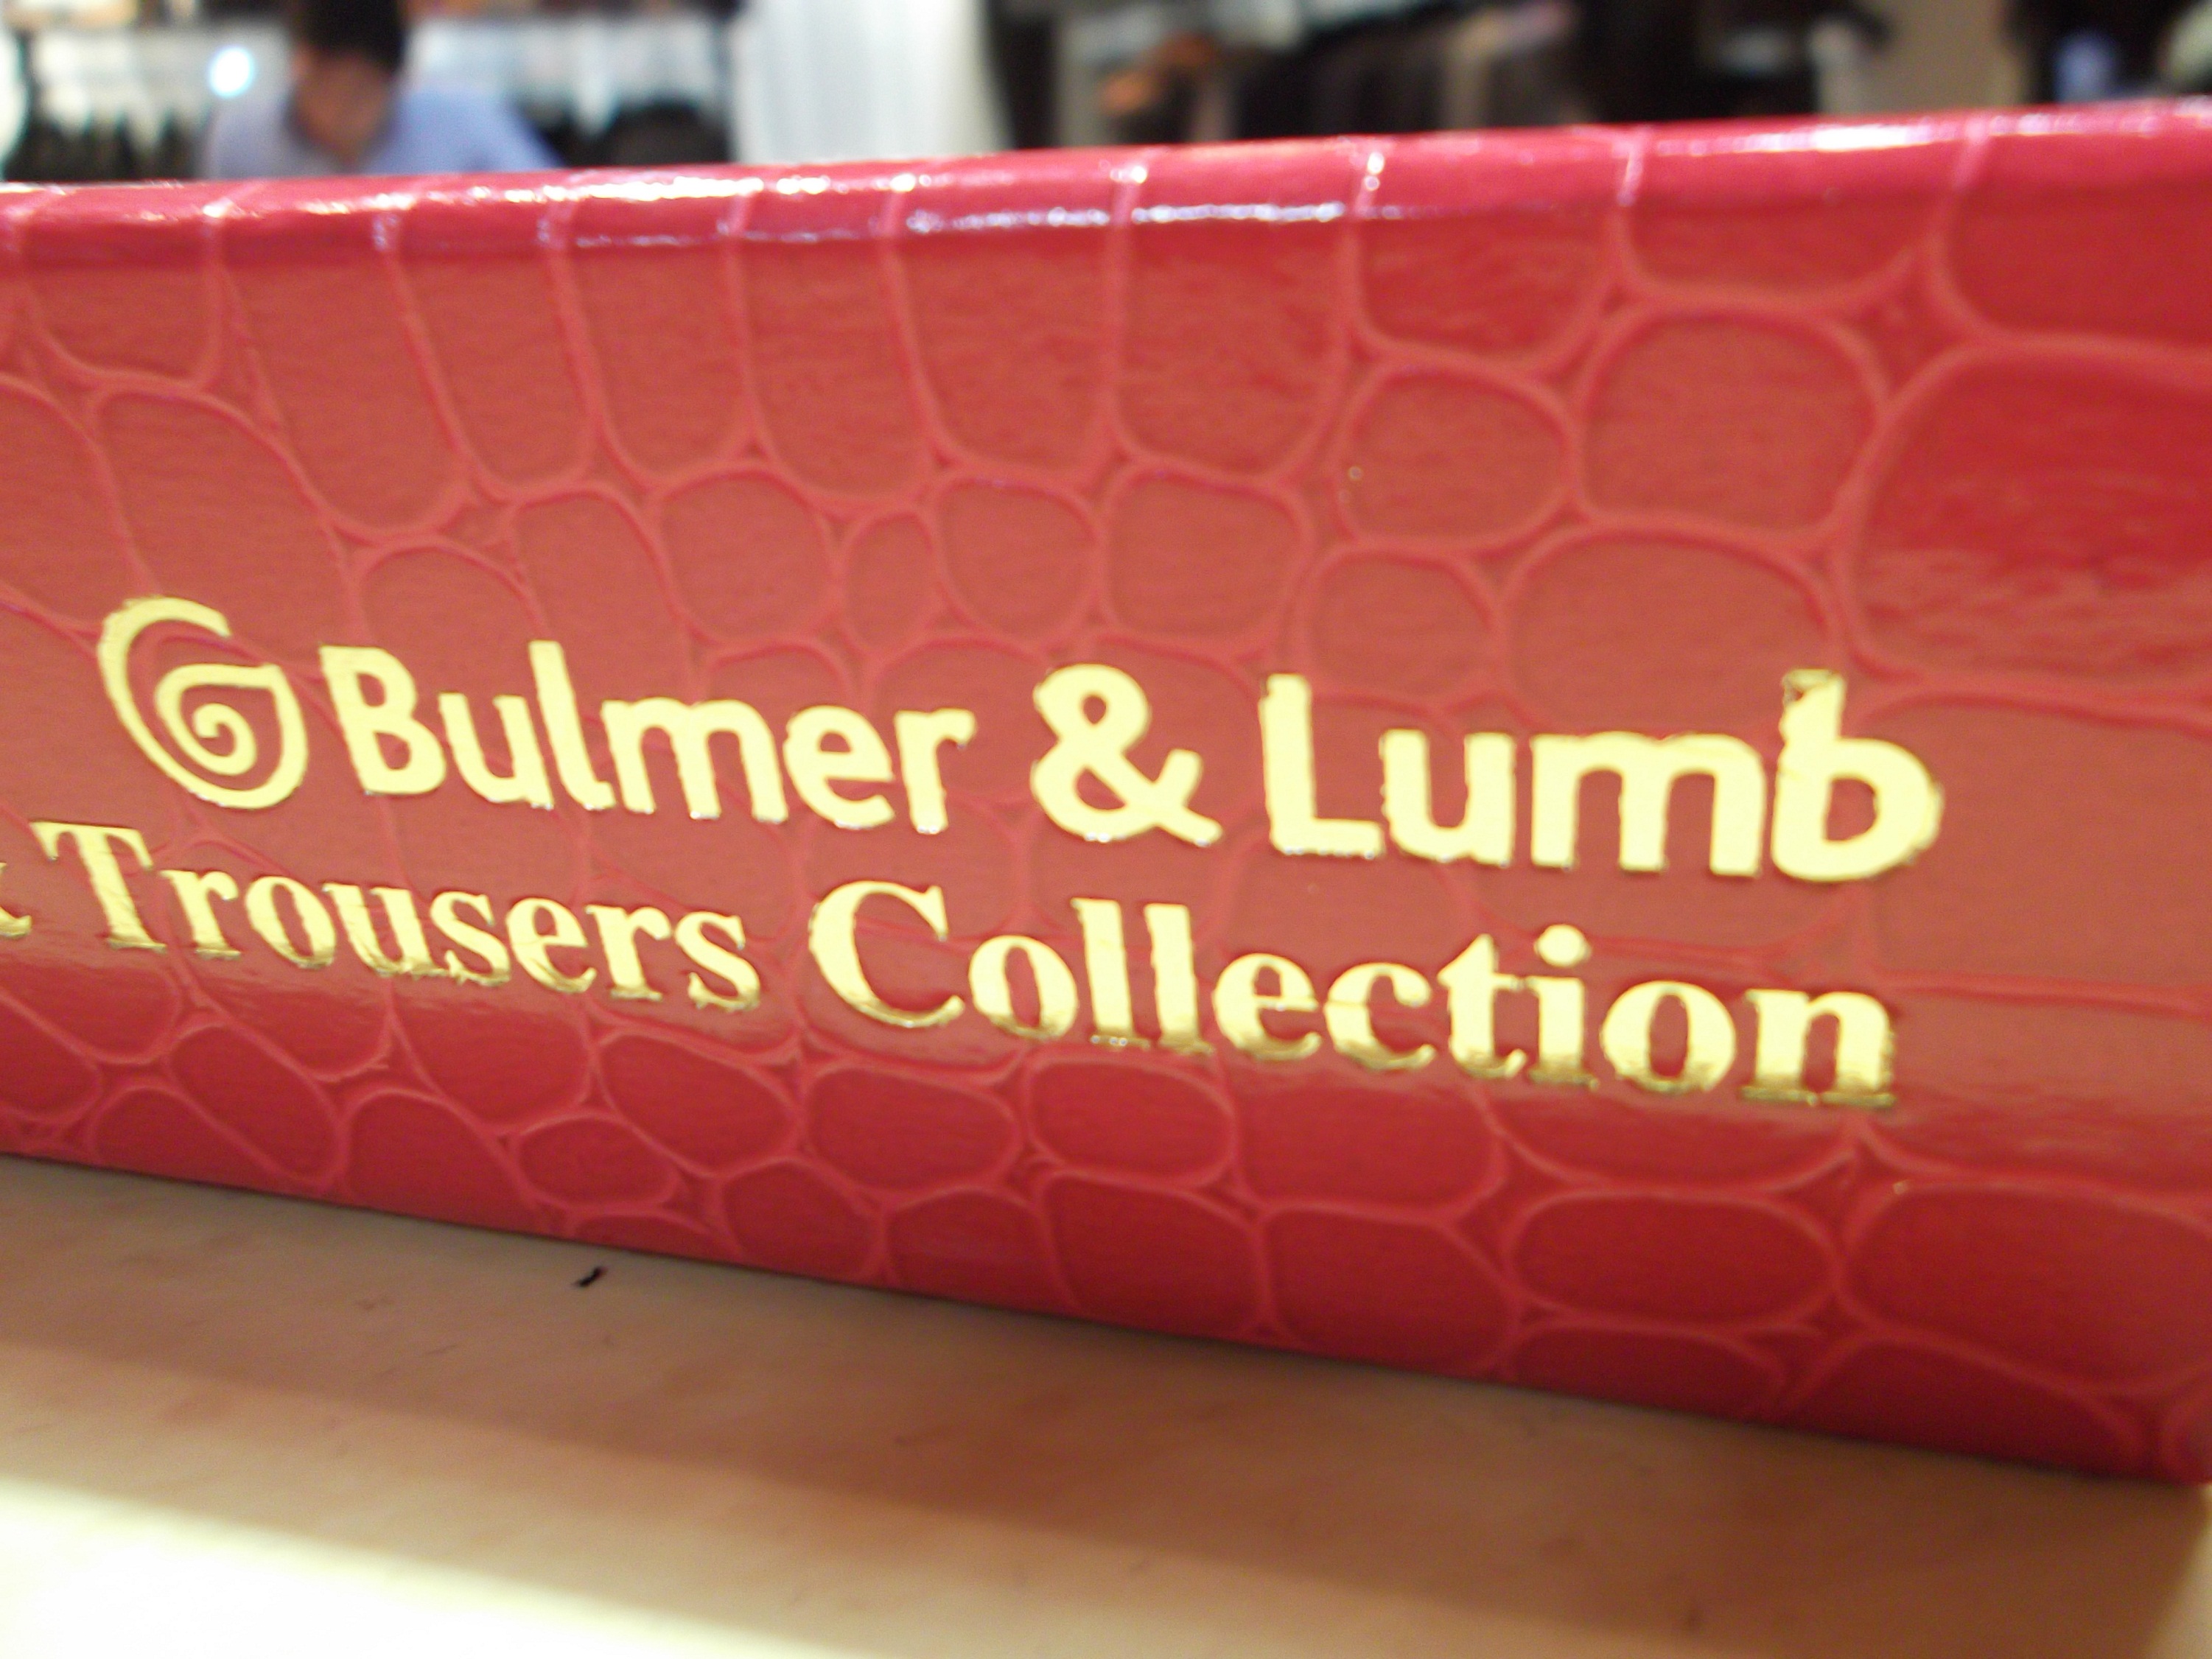 Bulmer & Lumb
& Trousers Collection